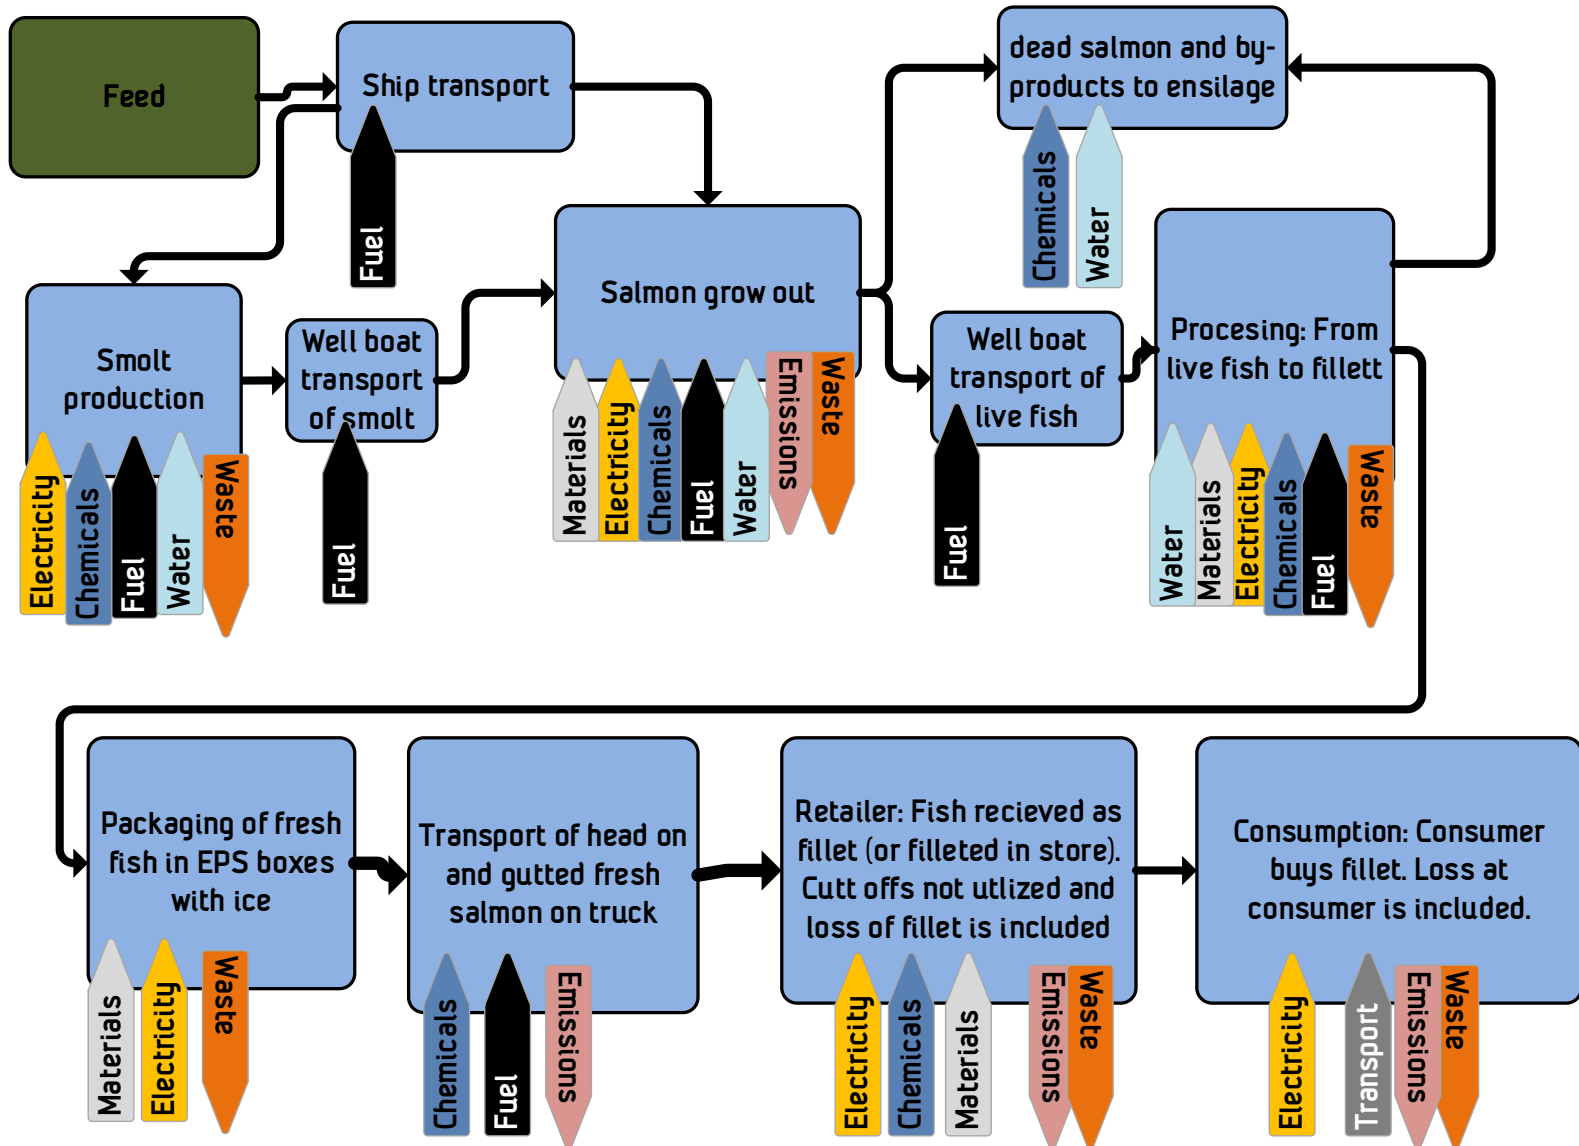 Feed
Ship transport
Fuel
dead salmon and by-
products to ensilage
Chemicals
Water
Smolt
production
Electricity
Chemicals
Fuel
Water
Waste
Well boat
transport
of smolt
Fuel
Salmon grow out
Materials
Electricity
Chemicals
Fuel
Water
Emissions
Waste
Well boat
transport of
live fish
Fuel
Procesing: From
live fish to fillett
Water
Materials
Electricity
Chemicals
Fuel
Waste
Packaging of fresh
fish in EPS boxes
with ice
Materials
Electricity
Waste
Transport of head on
and gutted fresh
salmon on truck
Chemicals
Fuel
Emissions
Retailer: Fish recieved as
fillet (or filleted in store).
Cutt offs not utlized and
loss of fillet is included
Electricity
Chemicals
Materials
Emissions
Waste
Consumption: Consumer
buys fillet. Loss at
consumer is included.
Electricity
Transport
Emissions
Waste